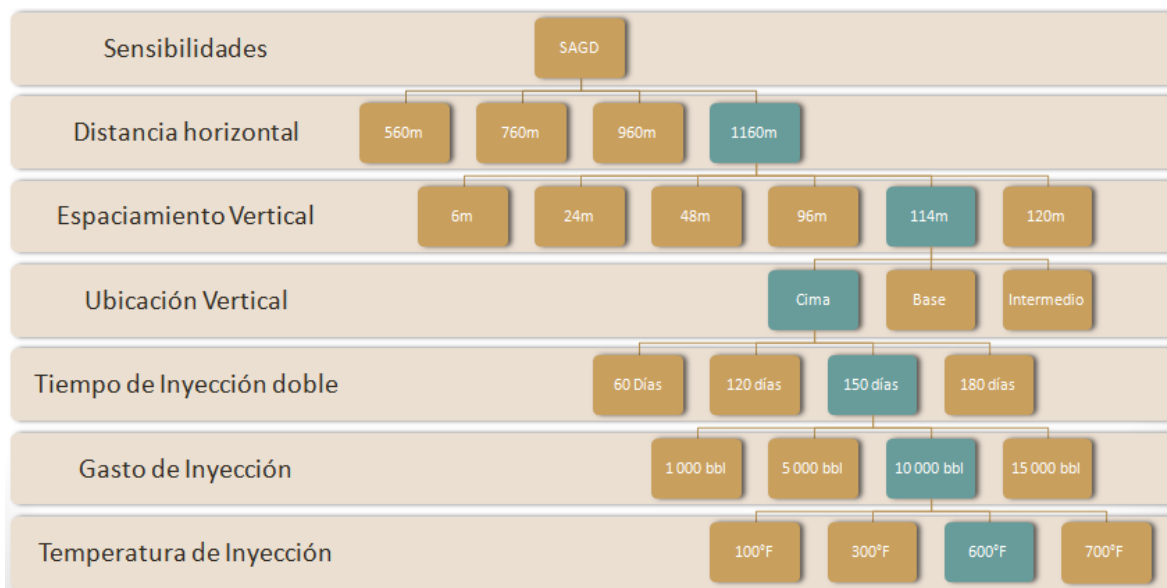 Sensibilidades
SAGD
Distancia horizontal
560m
760m
960m
1160m
Espaciamiento Vertical
6m
24m
48m
96m
114m
120m
Ubicación Vertical
Cima
Base
Intermedio
Tiempo de Inyección doble
60 Días
120 días
150 días
180 días
Gasto de Inyección
1 000 bbl
5 000 bbl
10 000 bbl
15 000 bbl
Temperatura de Inyección
100°F
300°F
600°F
700°F